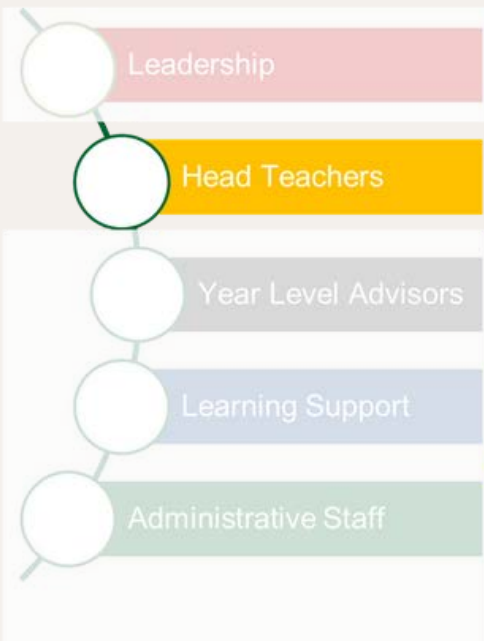 Leadership
Head Teachers
Year Level Advisors
Learning Support
Administrative Staff